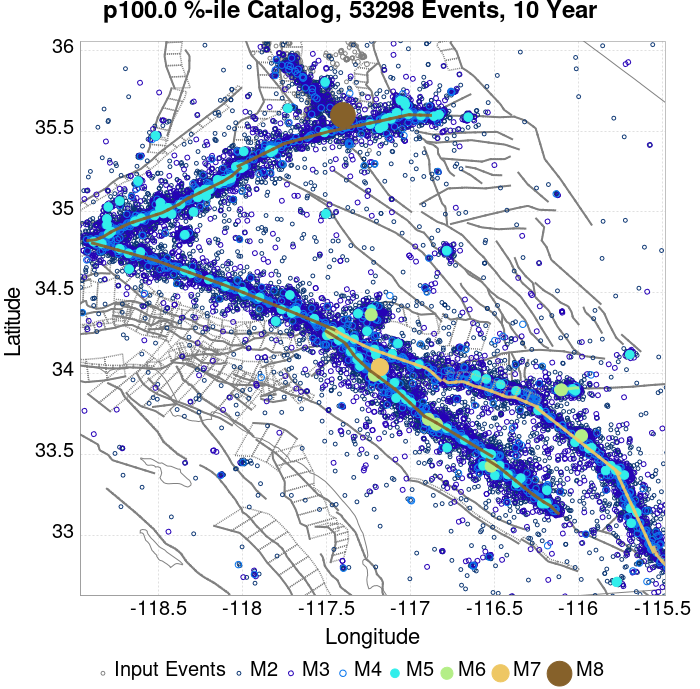 p100.0 %-ile Catalog, 53298 Events, 10 Year
36
35.5
35
34.5
34
33.5
33
Latitude
-118.5 -118 -117.5 -117 -116.5 -116 -115.5
Longitude
Input Events M2 M3 M4 M5 M6 M7 M8